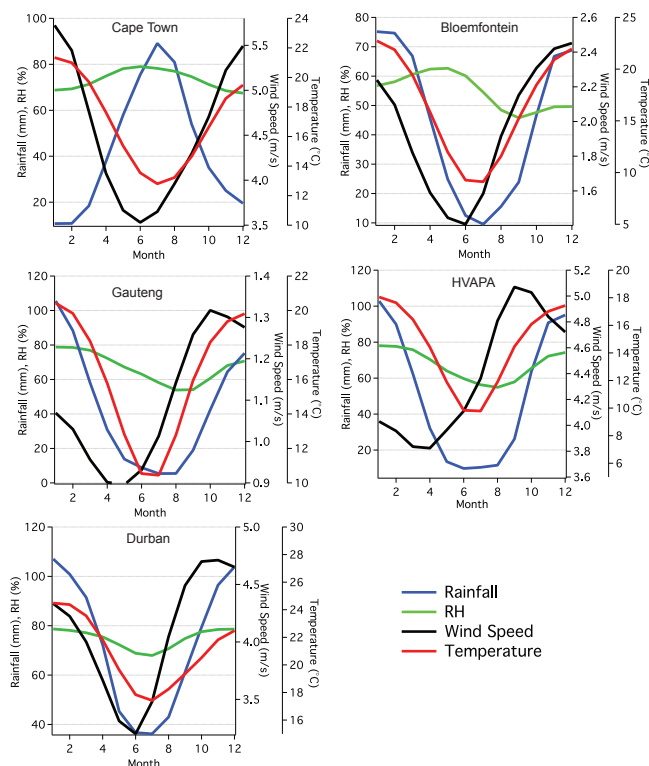 Cape Town
Rainfall (mm), RH (%)
100
80
60
40
20
2 4 6 8 10 12
Month
5.5
5.0
4.5
4.0
3.5
Wind Speed (m/s)
24
22
20
18
16
14
12
10
Temperature (°C)
Bloemfontein
Rainfall (mm), RH (%)
80
70
60
50
40
30
20
10
2 4 6 8 10 12
Month
2.6
2.4
2.2
2.0
1.8
1.6
Wind Speed (m/s)
25
20
15
10
5
Temperature (°C)
Gauteng
Rainfall (mm), RH (%)
120
100
80
60
40
20
0
2 4 6 8 10 12
Month
1.4
1.3
1.2
1.1
1.0
0.9
Wind Speed (m/s)
22
20
18
16
14
12
10
Temperature (°C)
HVAPA
Rainfall (mm), RH (%)
120
100
80
60
40
20
2 4 6 8 10 12
Month
5.2
5.0
4.8
4.6
4.4
4.2
4.0
3.8
3.6
Wind Speed (m/s)
20
18
16
14
12
10
8
6
Temperature (°C)
Durban
Rainfall (mm), RH (%)
120
100
80
60
40
2 4 6 8 10 12
Month
5.0
4.5
4.0
3.5
Wind Speed (m/s)
30
28
26
24
22
20
18
16
Temperature (°C)
Rainfall
RH
Wind Speed
Temperature